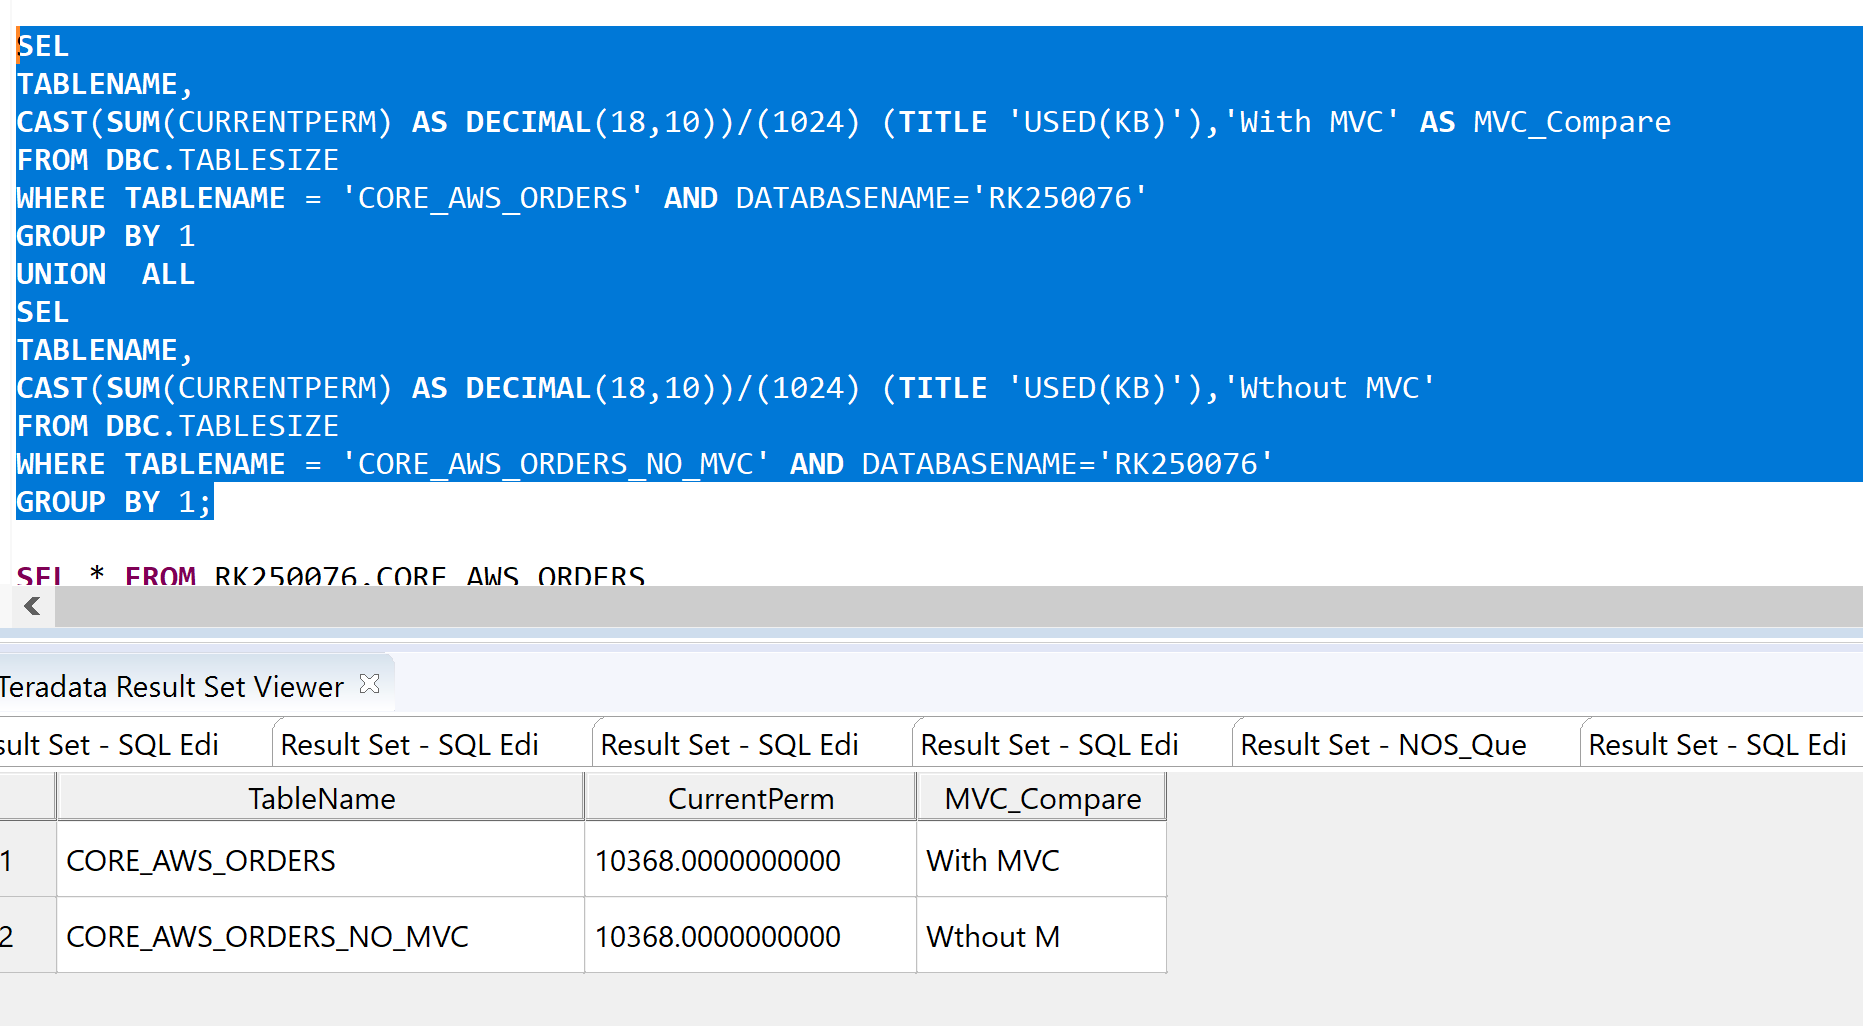 SEL
TABLENAME,
CAST(SUM(CURRENTPERM) AS DECIMAL(18,10))/(1024) (TITLE 'USED(KB)'),'With MVC' AS MVC_Compare
FROM DBC.TABLESIZE
WHERE TABLENAME = 'CORE_AWS_ORDERS' AND DATABASENAME='RK250076'
GROUP BY 1
UNION  ALL
SEL
TABLENAME,
CAST(SUM(CURRENTPERM) AS DECIMAL(18,10))/(1024) (TITLE 'USED(KB)'),'Wthout MVC'
FROM DBC.TABLESIZE
WHERE TABLENAME = 'CORE_AWS_ORDERS_NO_MVC' AND DATABASENAME='RK250076'
GROUP BY 1;
SEL * FROM RK250076.CORE_AWS_ORDERS
Teradata Result Set Viewer
sult Set - SQL Edi Result Set - SQL Edi Result Set - SQL Edi Result Set - SQL Edi Result Set - NOS_Que Result Set - SQL Edi
TableName CurrentPerm MVC_Compare
1 CORE_AWS_ORDERS 10368.0000000000 With MVC
2 CORE_AWS_ORDERS_NO_MVC 10368.0000000000 Wthout M